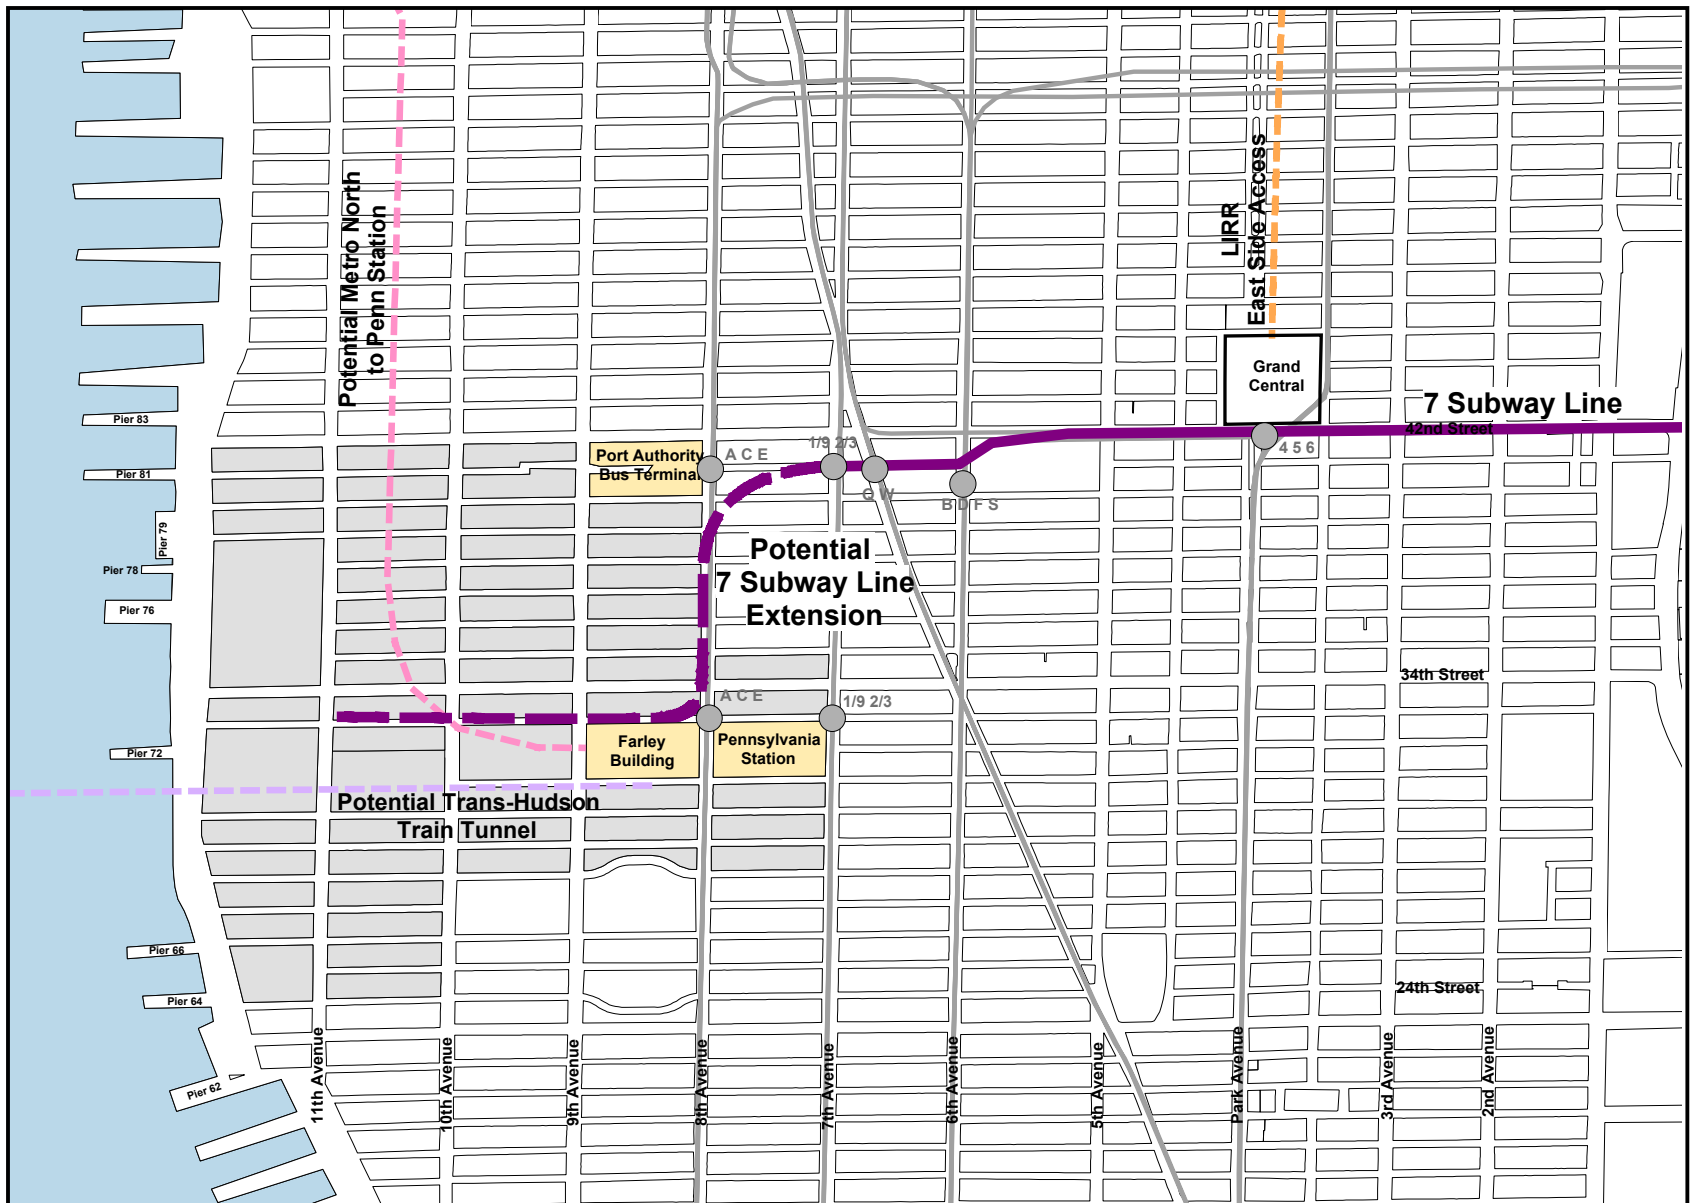 Potential Metro North
to Penn Station
LIRR
East Side Access
Grand
Central
7 Subway Line
42nd Street
4 5 6
Pier 83
Pier 81
Pier 79
Pier 78
Pier 76
Pier 72
Pier 66
Pier 64
Pier 62
Port Authority
Bus Terminal
A C E
1/9 2/3
Q W
B D F S
Potential
7 Subway Line
Extension
34th Street
A C E
1/9 2/3
Farley
Building
Pennsylvania
Station
Potential Trans-Hudson
Train Tunnel
24th Street
11th Avenue
10th Avenue
9th Avenue
8th Avenue
7th Avenue
6th Avenue
5th Avenue
Park Avenue
3rd Avenue
2nd Avenue